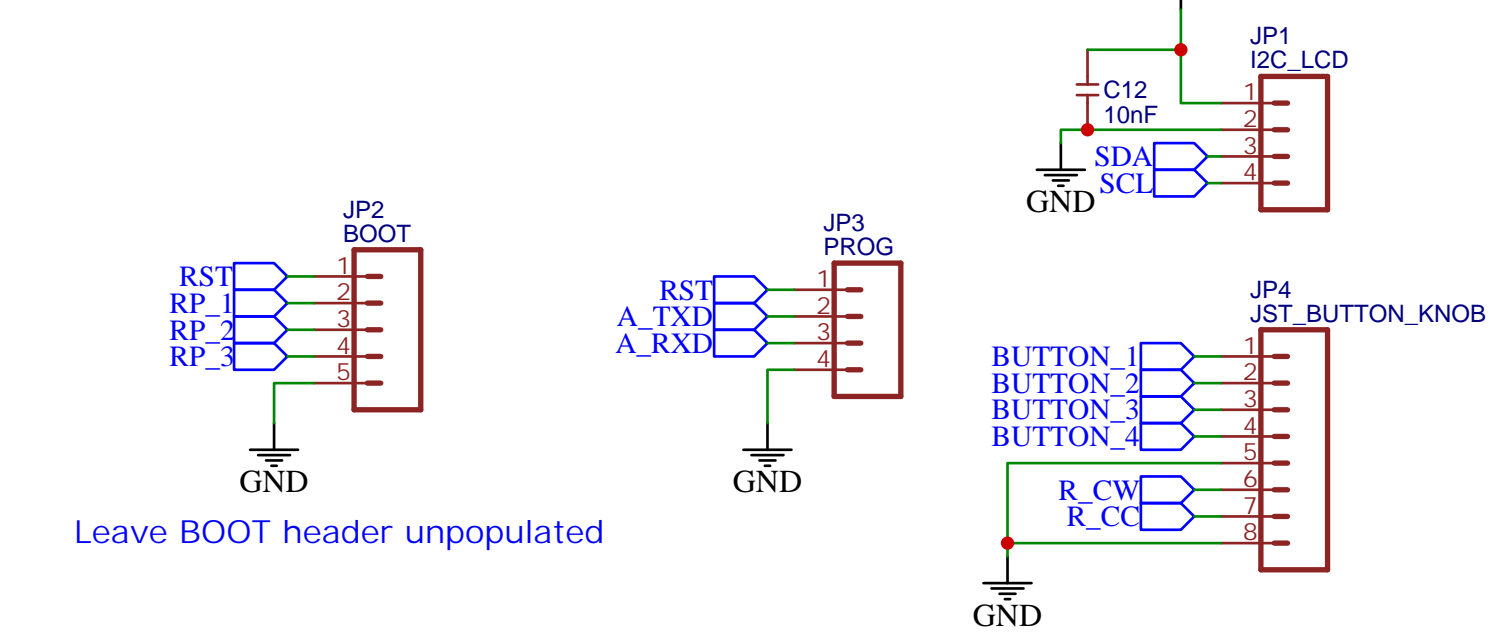 JP1
I2C_LCD
C12
10nF
1
2
3
4
SDA
SCL
GND
JP2
BOOT
RST
RP_1
RP_2
RP_3
1
2
3
4
5
GND
Leave BOOT header unpopulated
JP3
PROG
RST
A_TXD
A_RXD
1
2
3
4
GND
JP4
JST_BUTTON_KNOB
BUTTON_1
BUTTON_2
BUTTON_3
BUTTON_4
R_CW
R_CC
1
2
3
4
5
6
7
8
GND